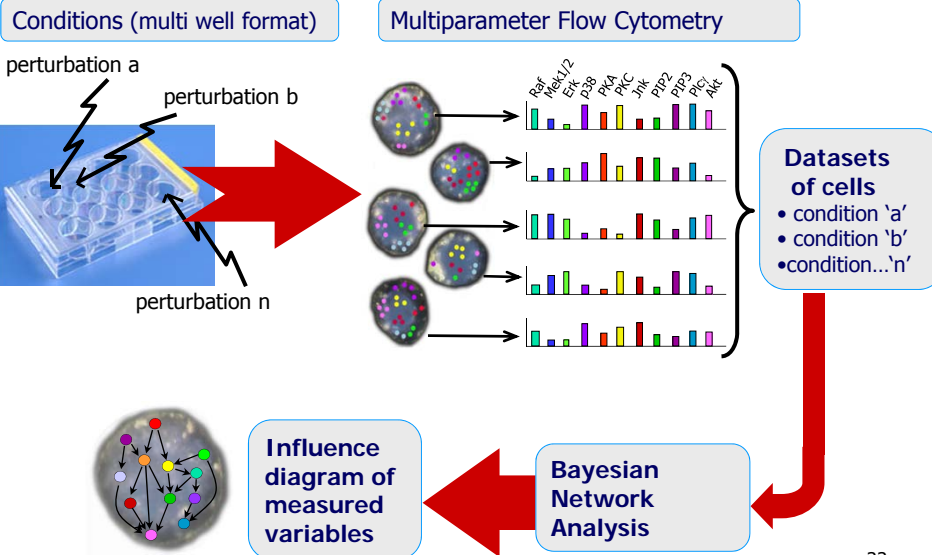 Conditions (multi well format)
Multiparameter Flow Cytometry
perturbation a
perturbation b
perturbation n
Raf
Mek1/2
Erk
p38
PKA
PKC
Jnk
PIP2
PIP3
Plcγ
Akt
Datasets
of cells
• condition ‘a’
• condition ‘b’
•condition...‘n’
Influence
diagram of
measured
variables
Bayesian
Network
Analysis